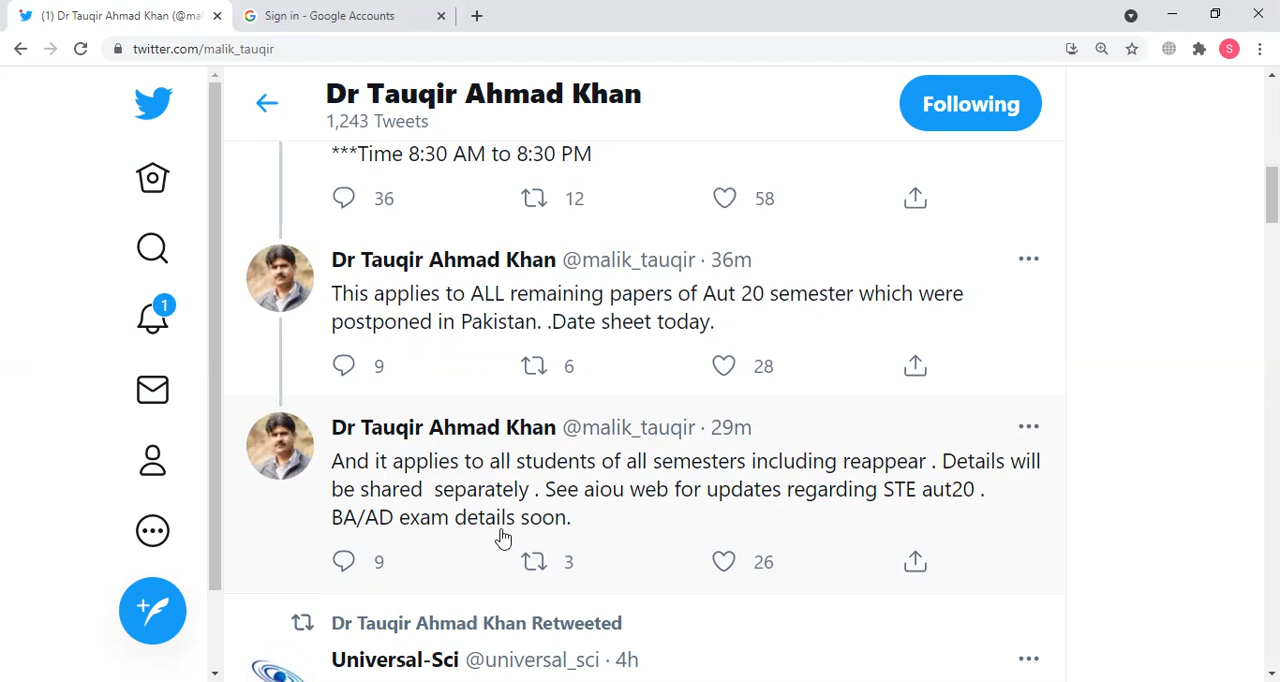 (1) Dr Tauqir Ahmad Khan (@ma
Sign in - Google Accounts
twitter.com/malik_tauqir
S
Dr Tauqir Ahmad Khan
1,243 Tweets
Following
***Time 8:30 AM to 8:30 PM
36 12 58
1
Dr Tauqir Ahmad Khan @malik_tauqir · 36m
This applies to ALL remaining papers of Aut 20 semester which were
postponed in Pakistan. .Date sheet today.
9 6 28
Dr Tauqir Ahmad Khan @malik_tauqir · 29m
And it applies to all students of all semesters including reappear . Details will
be shared  separately . See aiou web for updates regarding STE aut20 .
BA/AD exam details soon.
9 3 26
Dr Tauqir Ahmad Khan Retweeted
Universal-Sci @universal_sci · 4h